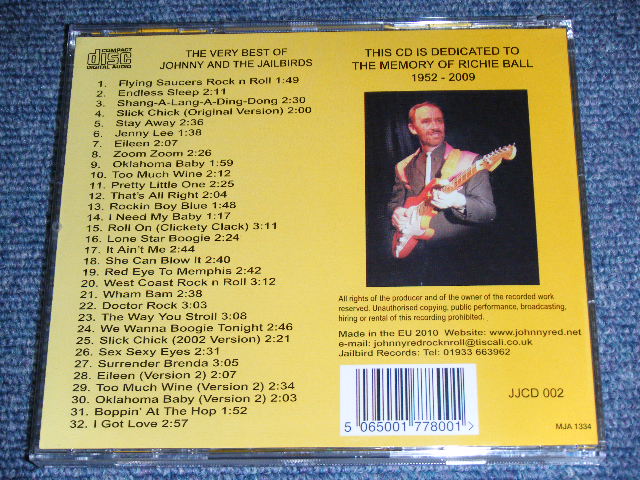 COMPACT
disc
DIGITAL AUDIO
THE VERY BEST OF
JOHNNY AND THE JAILBIRDS
1. Flying Saucers Rock n Roll 1:49
2. Endless Sleep 2:11
3. Shang-A-Lang-A-Ding-Dong 2:30
4. Slick Chick (Original Version) 2:00
5. Stay Away 2:36
6. Jenny Lee 1:38
7. Eileen 2:07
8. Zoom Zoom 2:26
9. Oklahoma Baby 1:59
10. Too Much Wine 2:12
11. Pretty Little One 2:25
12. That's All Right 2:04
13. Rockin Boy Blue 1:48
14. I Need My Baby 1:17
15. Roll On (Clickety Clack) 3:11
16. Lone Star Boogie 2:24
17. It Ain't Me 2:44
18. She Can Blow It 2:40
19. Red Eye To Memphis 2:42
20. West Coast Rock n Roll 3:12
21. Wham Bam 2:38
22. Doctor Rock 3:03
23. The Way You Stroll 3:08
24. We Wanna Boogie Tonight 2:46
25. Slick Chick (2002 Version) 2:21
26. Sex Sexy Eyes 2:31
27. Surrender Brenda 3:05
28. Eileen (Version 2) 2:07
29. Too Much Wine (Version 2) 2:34
30. Oklahoma Baby (Version 2) 2:03
31. Boppin' At The Hop 1:52
32. I Got Love 2:57
THIS CD IS DEDICATED TO
THE MEMORY OF RICHIE BALL
1952 - 2009
All rights of the producer and of the owner of the recorded work
reserved. Unauthorised copying, public performance, broadcasting,
hiring or rental of this recording prohibited.
Made in the EU 2010 Website: www.johnnyred.net
e-mail: johnnyredrocknroll@tiscali.co.uk
Jailbird Records: Tel: 01933 663962
5 065001 778001 >
JJCD 002
MJA 1334